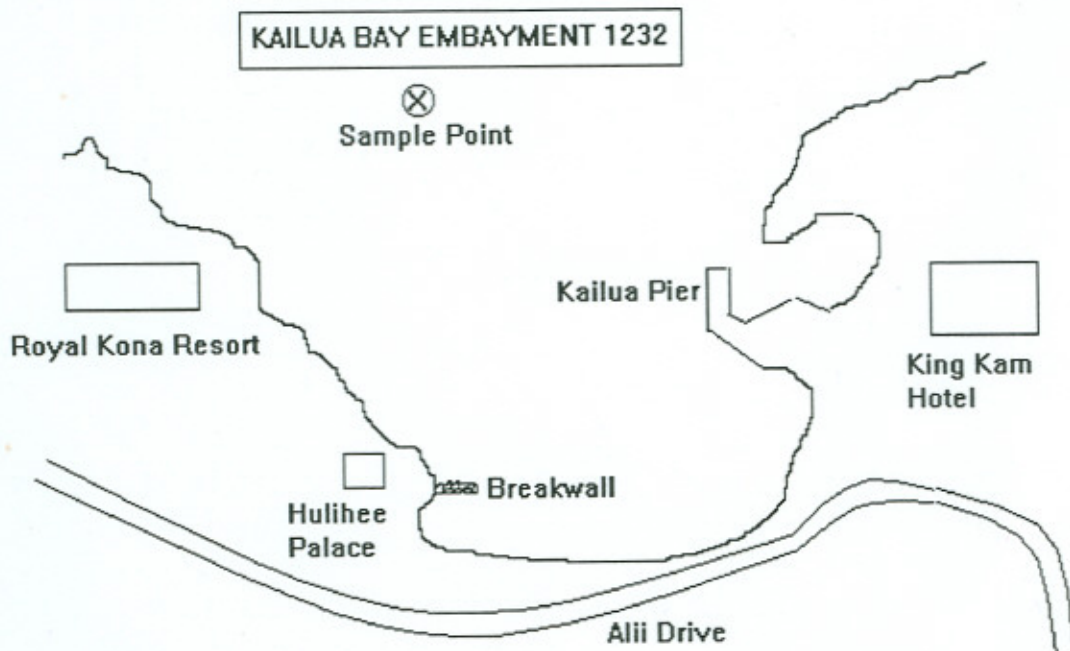 KAILUA BAY EMBAYMENT 1232
Sample Point
Kailua Pier
Royal Kona Resort
King Kam
Hotel
Breakwall
Hulihee
Palace
Alii Drive